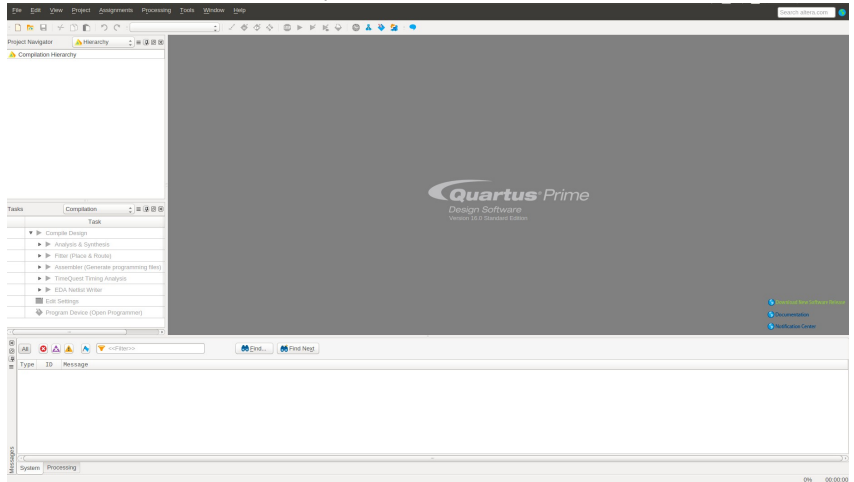 File Edit View Project Assignments Processing Tools Window Help
Search altera.com
Project Navigator Hierarchy
Compilation Hierarchy
Quartus Prime
Design Software
Version 16.0 Standard Edition
Tasks Compilation
Task
Compile Design
Analysis & Synthesis
Fitter (Place & Route)
Assembler (Generate programming files)
TimeQuest Timing Analysis
EDA Netlist Writer
Edit Settings
Program Device (Open Programmer)
Download New Software Release
Documentation
Notification Center
All <<Filter>> Find... Find Next
Type ID Message
Messages
System Processing
0% 00:00:00